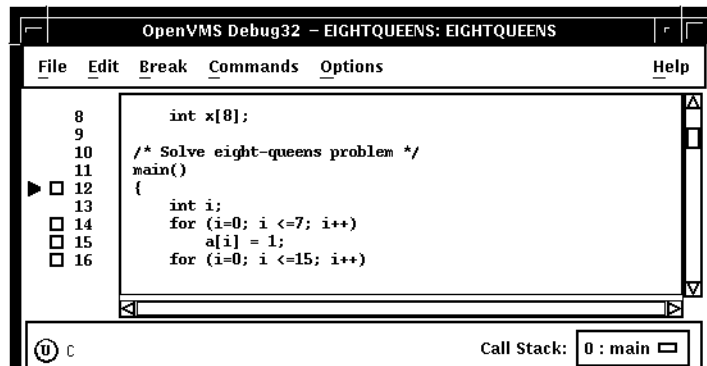 OpenVMS Debug32 – EIGHTQUEENS: EIGHTQUEENS
File Edit Break Commands Options Help
8 int x[8];
9
10 /* Solve eight-queens problem */
11 main()
12 {
13 int i;
14 for (i=0; i <=7; i++)
15 a[i] = 1;
16 for (i=0; i <=15; i++)
U C Call Stack: 0 : main